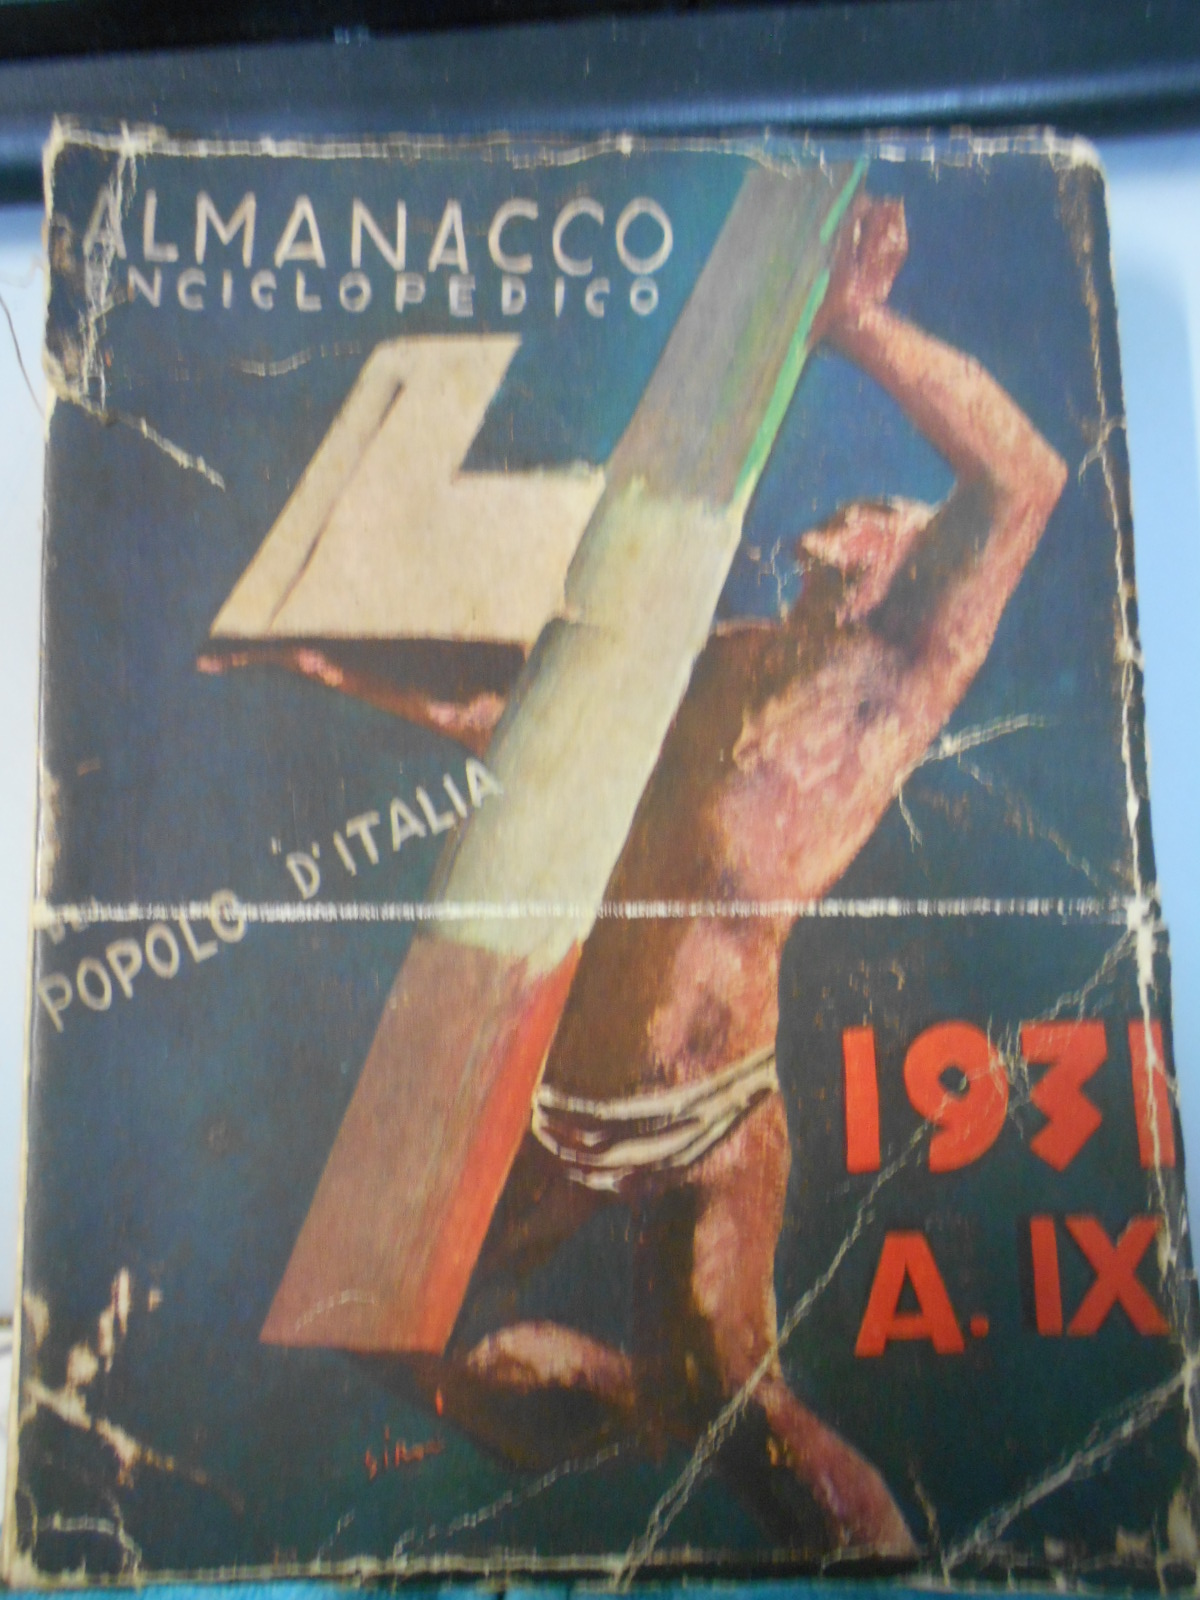 ALMANACCO
ENCICLOPEDICO
POPOLO D'ITALIA
1931
A. IX